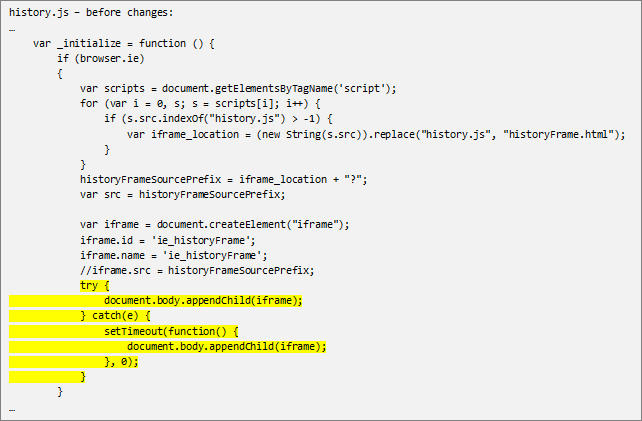 history.js – before changes:
…
    var _initialize = function () {
        if (browser.ie)
        {
            var scripts = document.getElementsByTagName('script');
            for (var i = 0, s; s = scripts[i]; i++) {
                if (s.src.indexOf("history.js") > -1) {
                    var iframe_location = (new String(s.src)).replace("history.js", "historyFrame.html");
                }
            }
            historyFrameSourcePrefix = iframe_location + "?";
            var src = historyFrameSourcePrefix;

            var iframe = document.createElement("iframe");
            iframe.id = 'ie_historyFrame';
            iframe.name = 'ie_historyFrame';
            //iframe.src = historyFrameSourcePrefix;
            try {
                document.body.appendChild(iframe);
            } catch(e) {
                setTimeout(function() {
                    document.body.appendChild(iframe);
                }, 0);
            }
        }
…